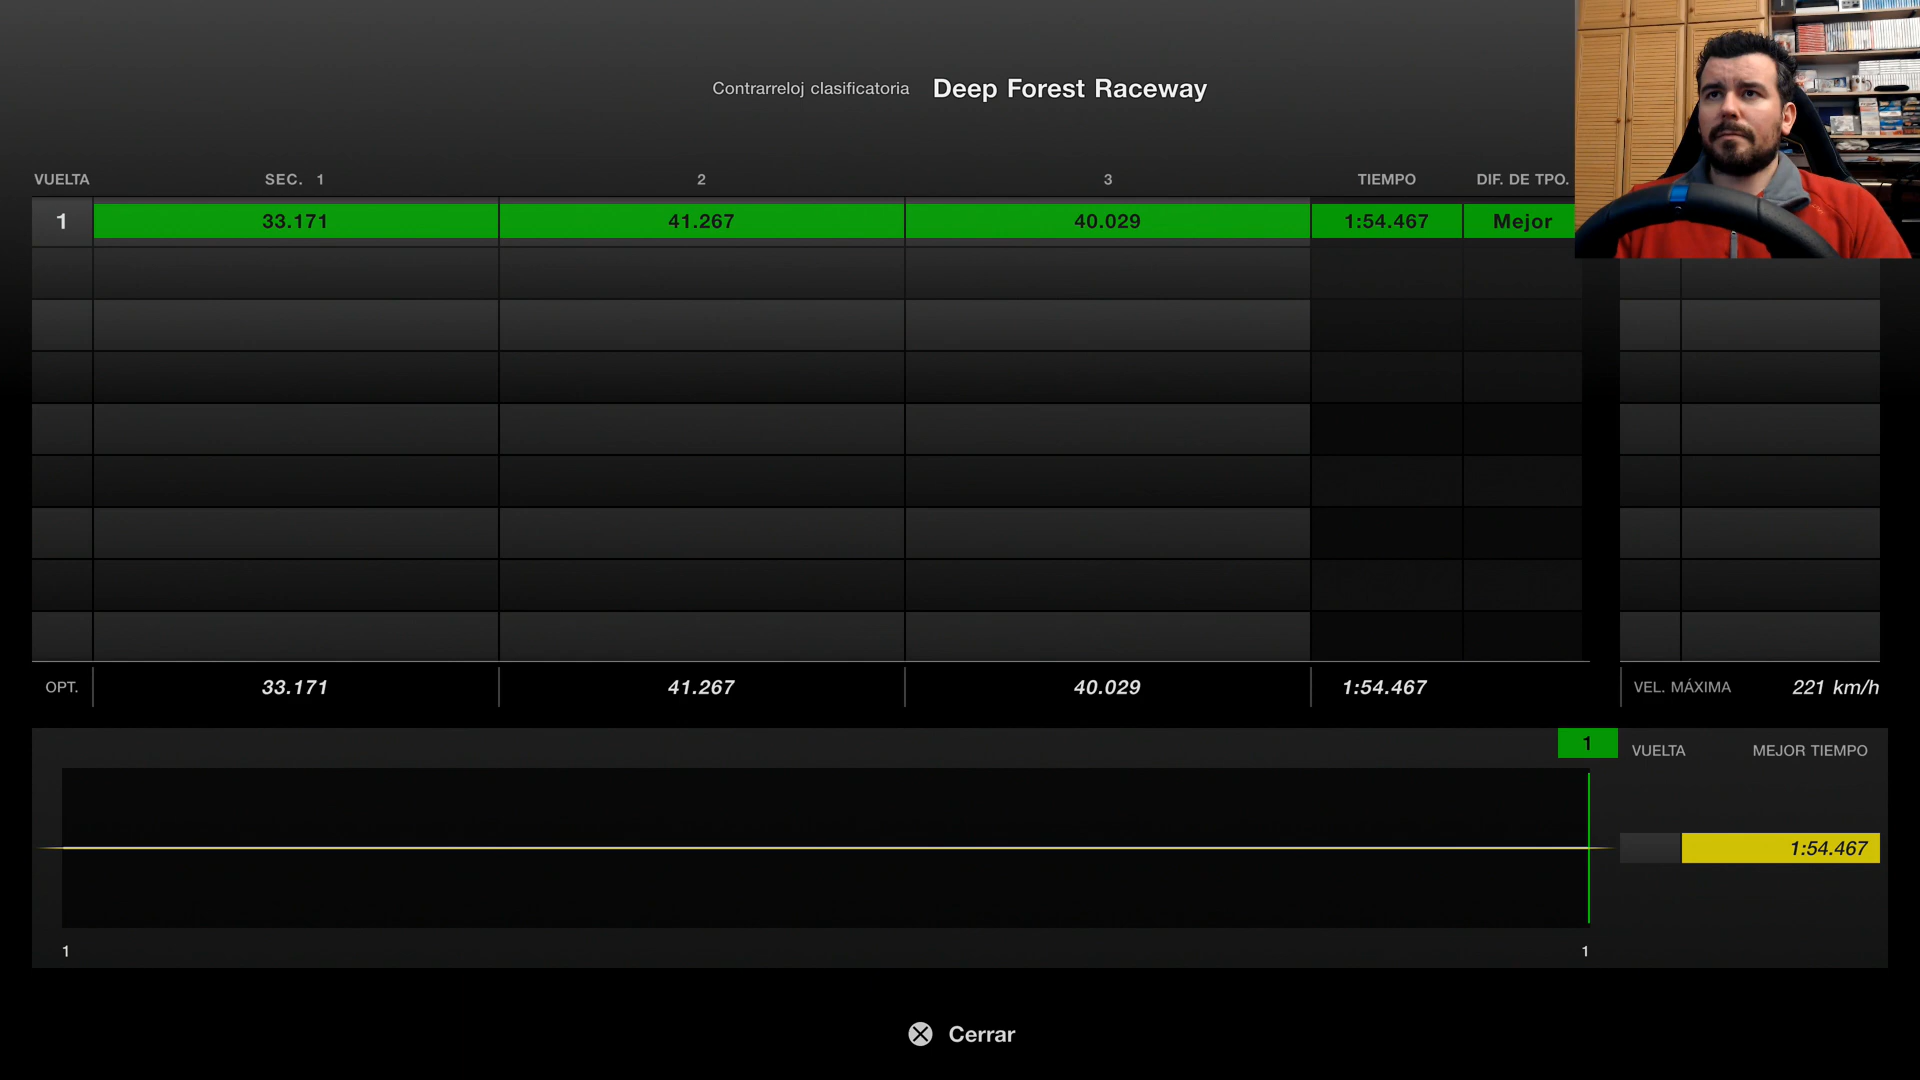 Contrarreloj clasificatoria Deep Forest Raceway
VUELTA SEC. 1 2 3 TIEMPO DIF. DE TPO.
1 33.171 41.267 40.029 1:54.467 Mejor
OPT. 33.171 41.267 40.029 1:54.467 VEL. MÁXIMA 221 km/h
1 VUELTA MEJOR TIEMPO
1:54.467
1 1
Cerrar